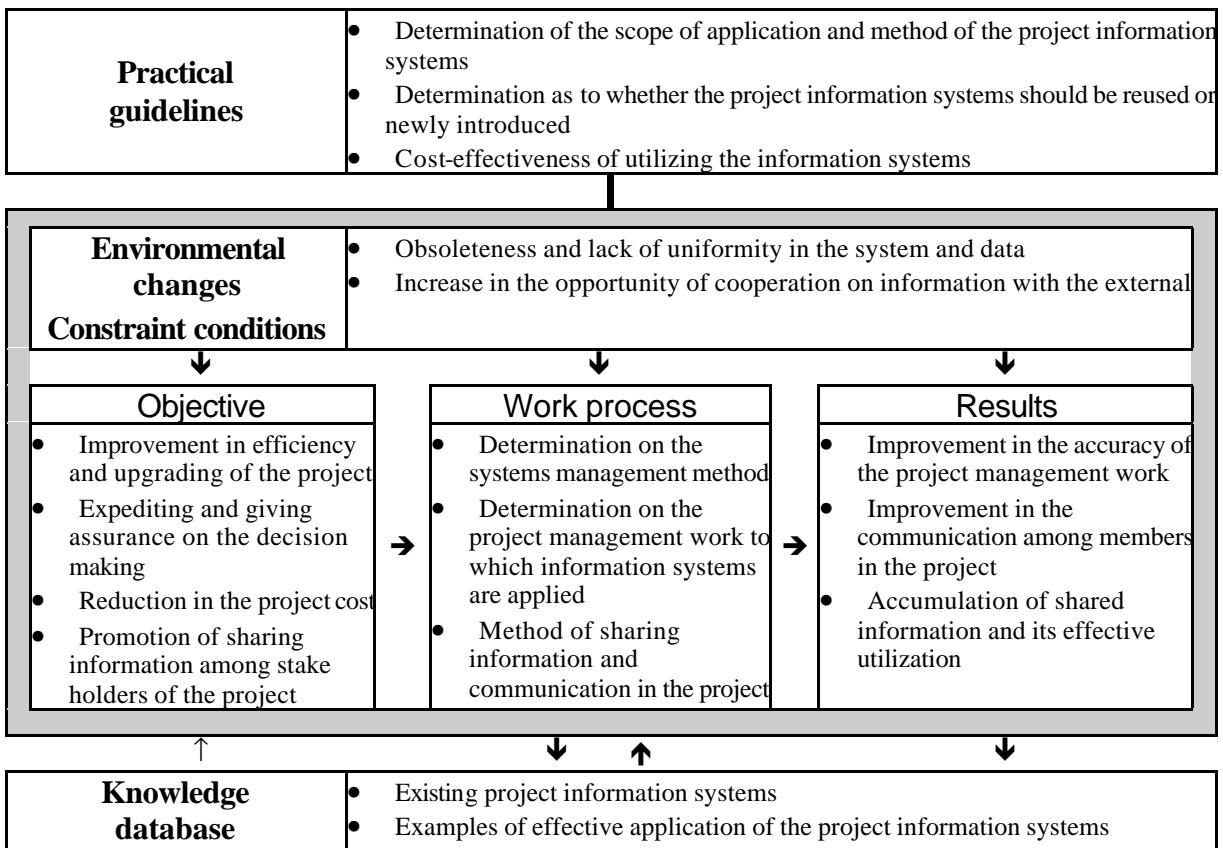 Practical
guidelines
● Determination of the scope of application and method of the project information
systems
● Determination as to whether the project information systems should be reused or
newly introduced
● Cost-effectiveness of utilizing the information systems
Environmental
changes
Constraint conditions
● Obsoleteness and lack of uniformity in the system and data
● Increase in the opportunity of cooperation on information with the external
Objective
● Improvement in efficiency
and upgrading of the project
● Expediting and giving
assurance on the decision
making
● Reduction in the project cost
● Promotion of sharing
information among stake
holders of the project
Work process
● Determination on the
systems management method
● Determination on the
project management work to
which information systems
are applied
● Method of sharing
information and
communication in the project
Results
● Improvement in the accuracy of
the project management work
● Improvement in the
communication among members
in the project
● Accumulation of shared
information and its effective
utilization
Knowledge
database
● Existing project information systems
● Examples of effective application of the project information systems